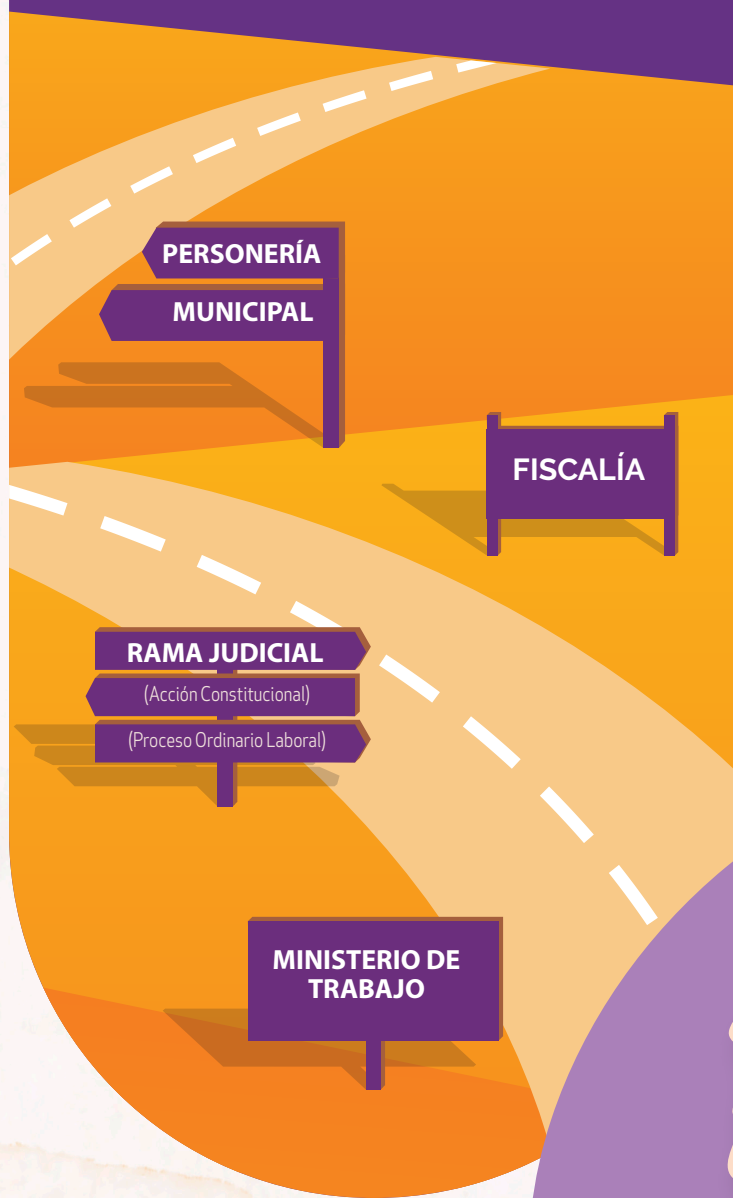 PERSONERÍA
MUNICIPAL
FISCALÍA
RAMA JUDICIAL
(Acción Constitucional)
(Proceso Ordinario Laboral)
MINISTERIO DE
TRABAJO